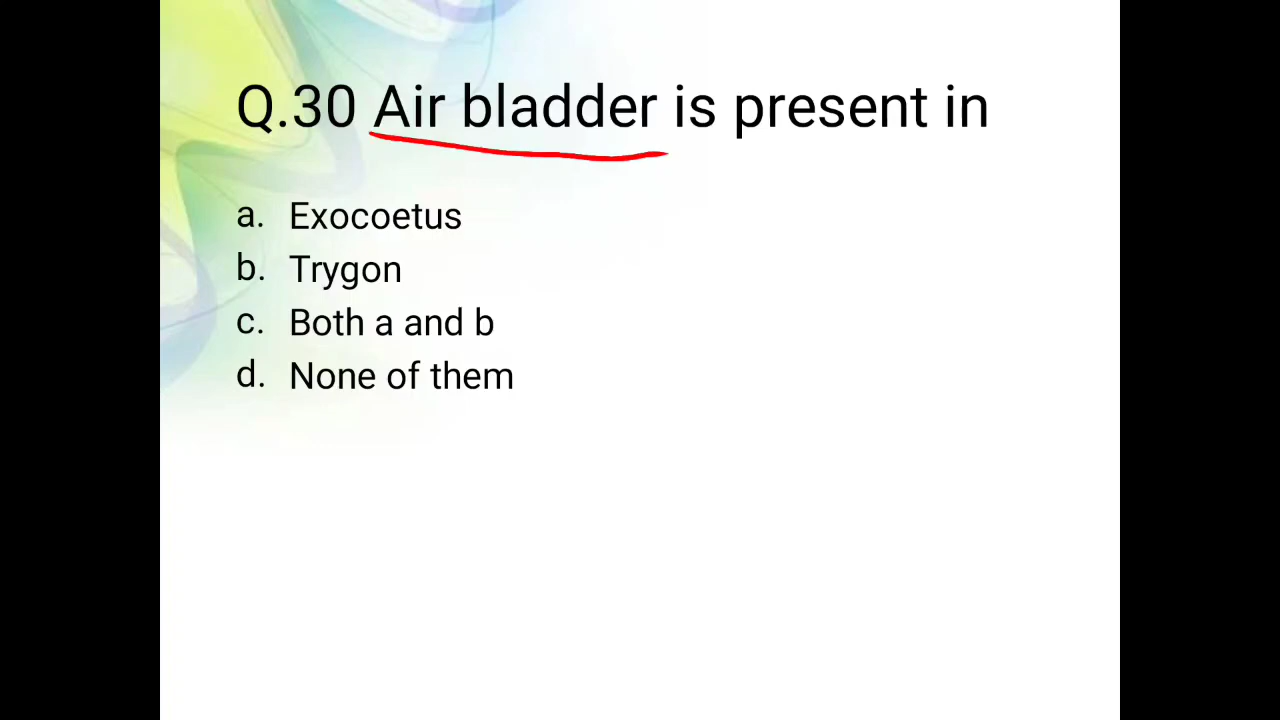 Q.30 Air bladder is present in
a. Exocoetus
b. Trygon
c. Both a and b
d. None of them